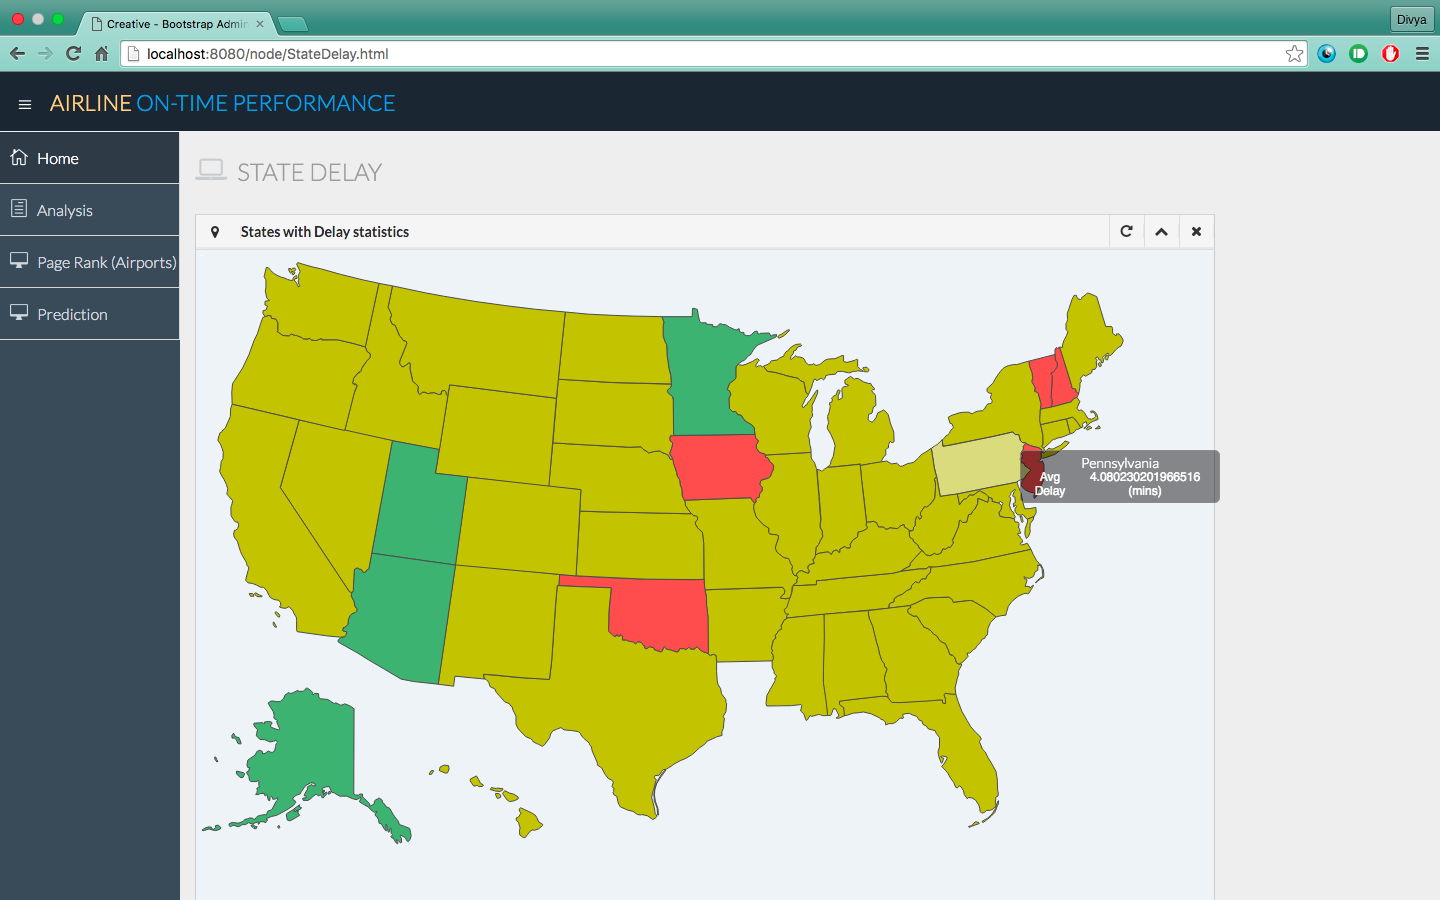 Creative - Bootstrap Admin
Divya
localhost:8080/node/StateDelay.html
AIRLINE ON-TIME PERFORMANCE
Home
Analysis
Page Rank (Airports)
Prediction
STATE DELAY
States with Delay statistics
Pennsylvania
Avg Delay 4.080230201966516 (mins)